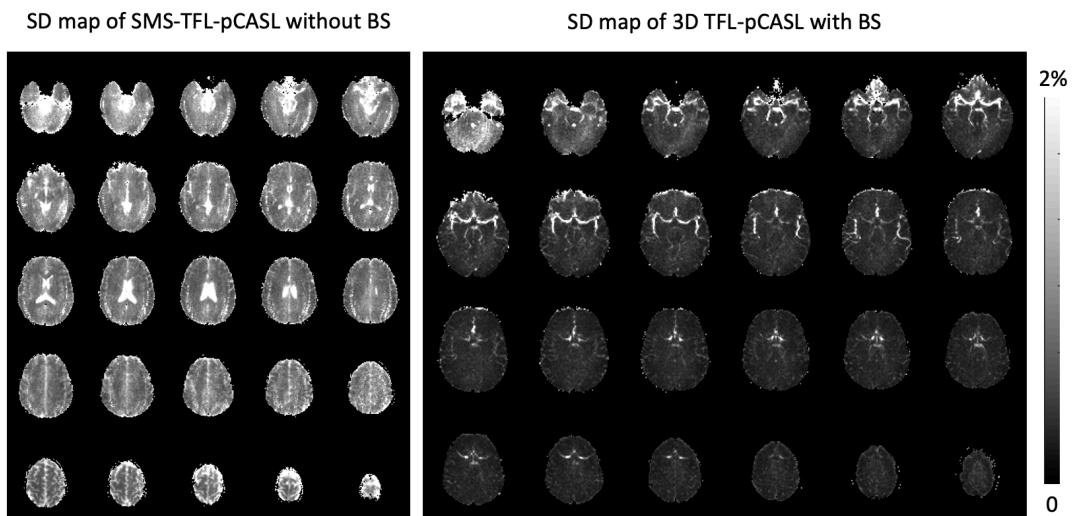 SD map of SMS-TFL-pCASL without BS
SD map of 3D TFL-pCASL with BS
2%
0